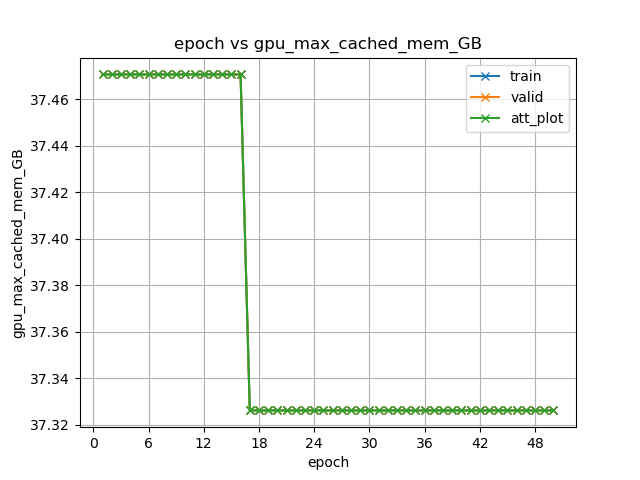 epoch vs gpu_max_cached_mem_GB
train
valid
att_plot
gpu_max_cached_mem_GB
37.46
37.44
37.42
37.40
37.38
37.36
37.34
37.32
0 6 12 18 24 30 36 42 48
epoch